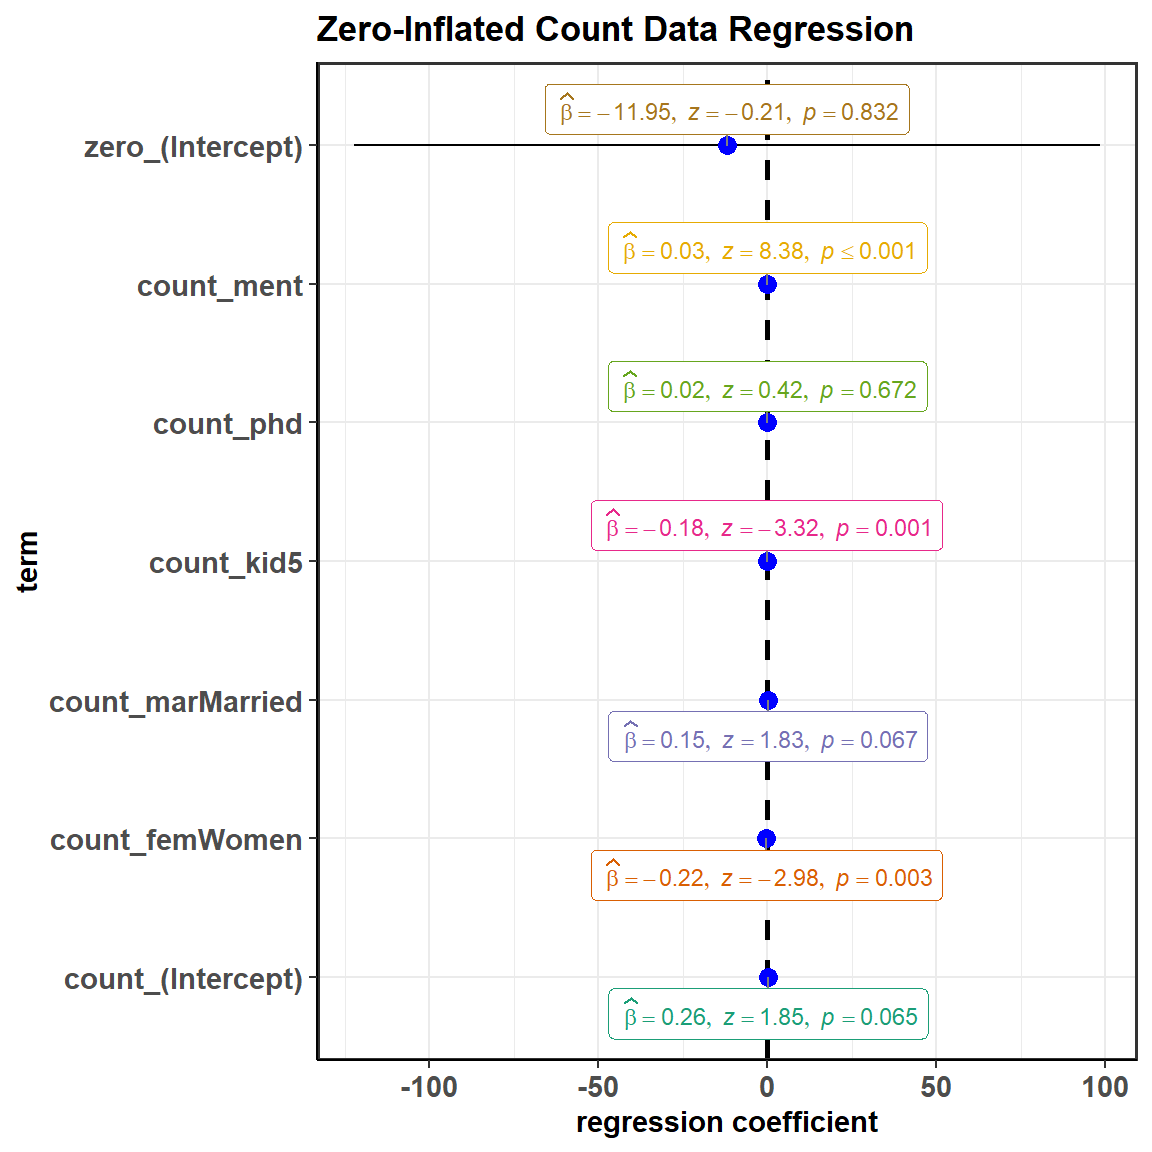 Zero-Inflated Count Data Regression
β̂ = −11.95, z = −0.21, p = 0.832
zero_(Intercept)
β̂ = 0.03, z = 8.38, p ≤ 0.001
count_ment
β̂ = 0.02, z = 0.42, p = 0.672
count_phd
β̂ = −0.18, z = −3.32, p = 0.001
count_kid5
term
count_marMarried
β̂ = 0.15, z = 1.83, p = 0.067
count_femWomen
β̂ = −0.22, z = −2.98, p = 0.003
count_(Intercept)
β̂ = 0.26, z = 1.85, p = 0.065
-100 -50 0 50 100
regression coefficient